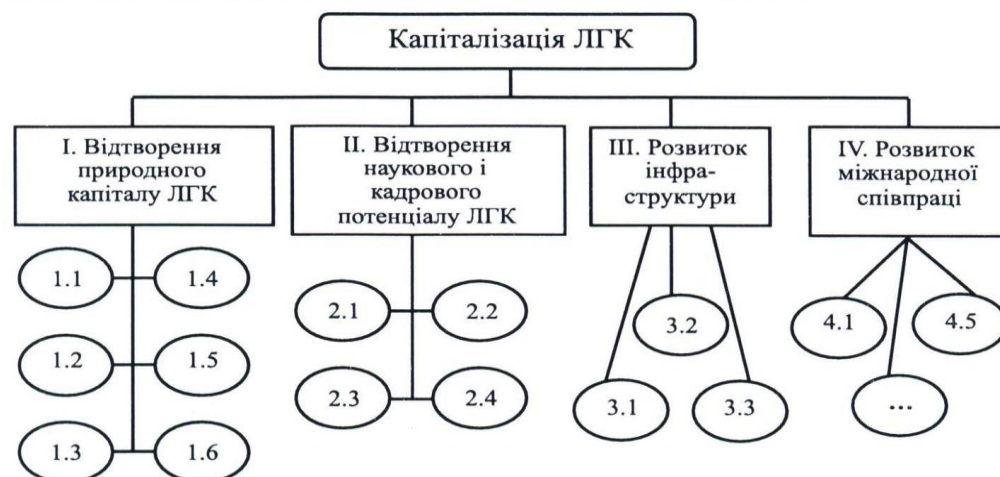 Капіталізація ЛГК
I. Відтворення
природного
капіталу ЛГК
II. Відтворення
наукового і
кадрового
потенціалу ЛГК
III. Розвиток
інфра-
структури
IV. Розвиток
міжнародної
співпраці
1.1
1.4
1.2
1.5
1.3
1.6
2.1
2.2
2.3
2.4
3.2
3.1
3.3
4.1
4.5
...